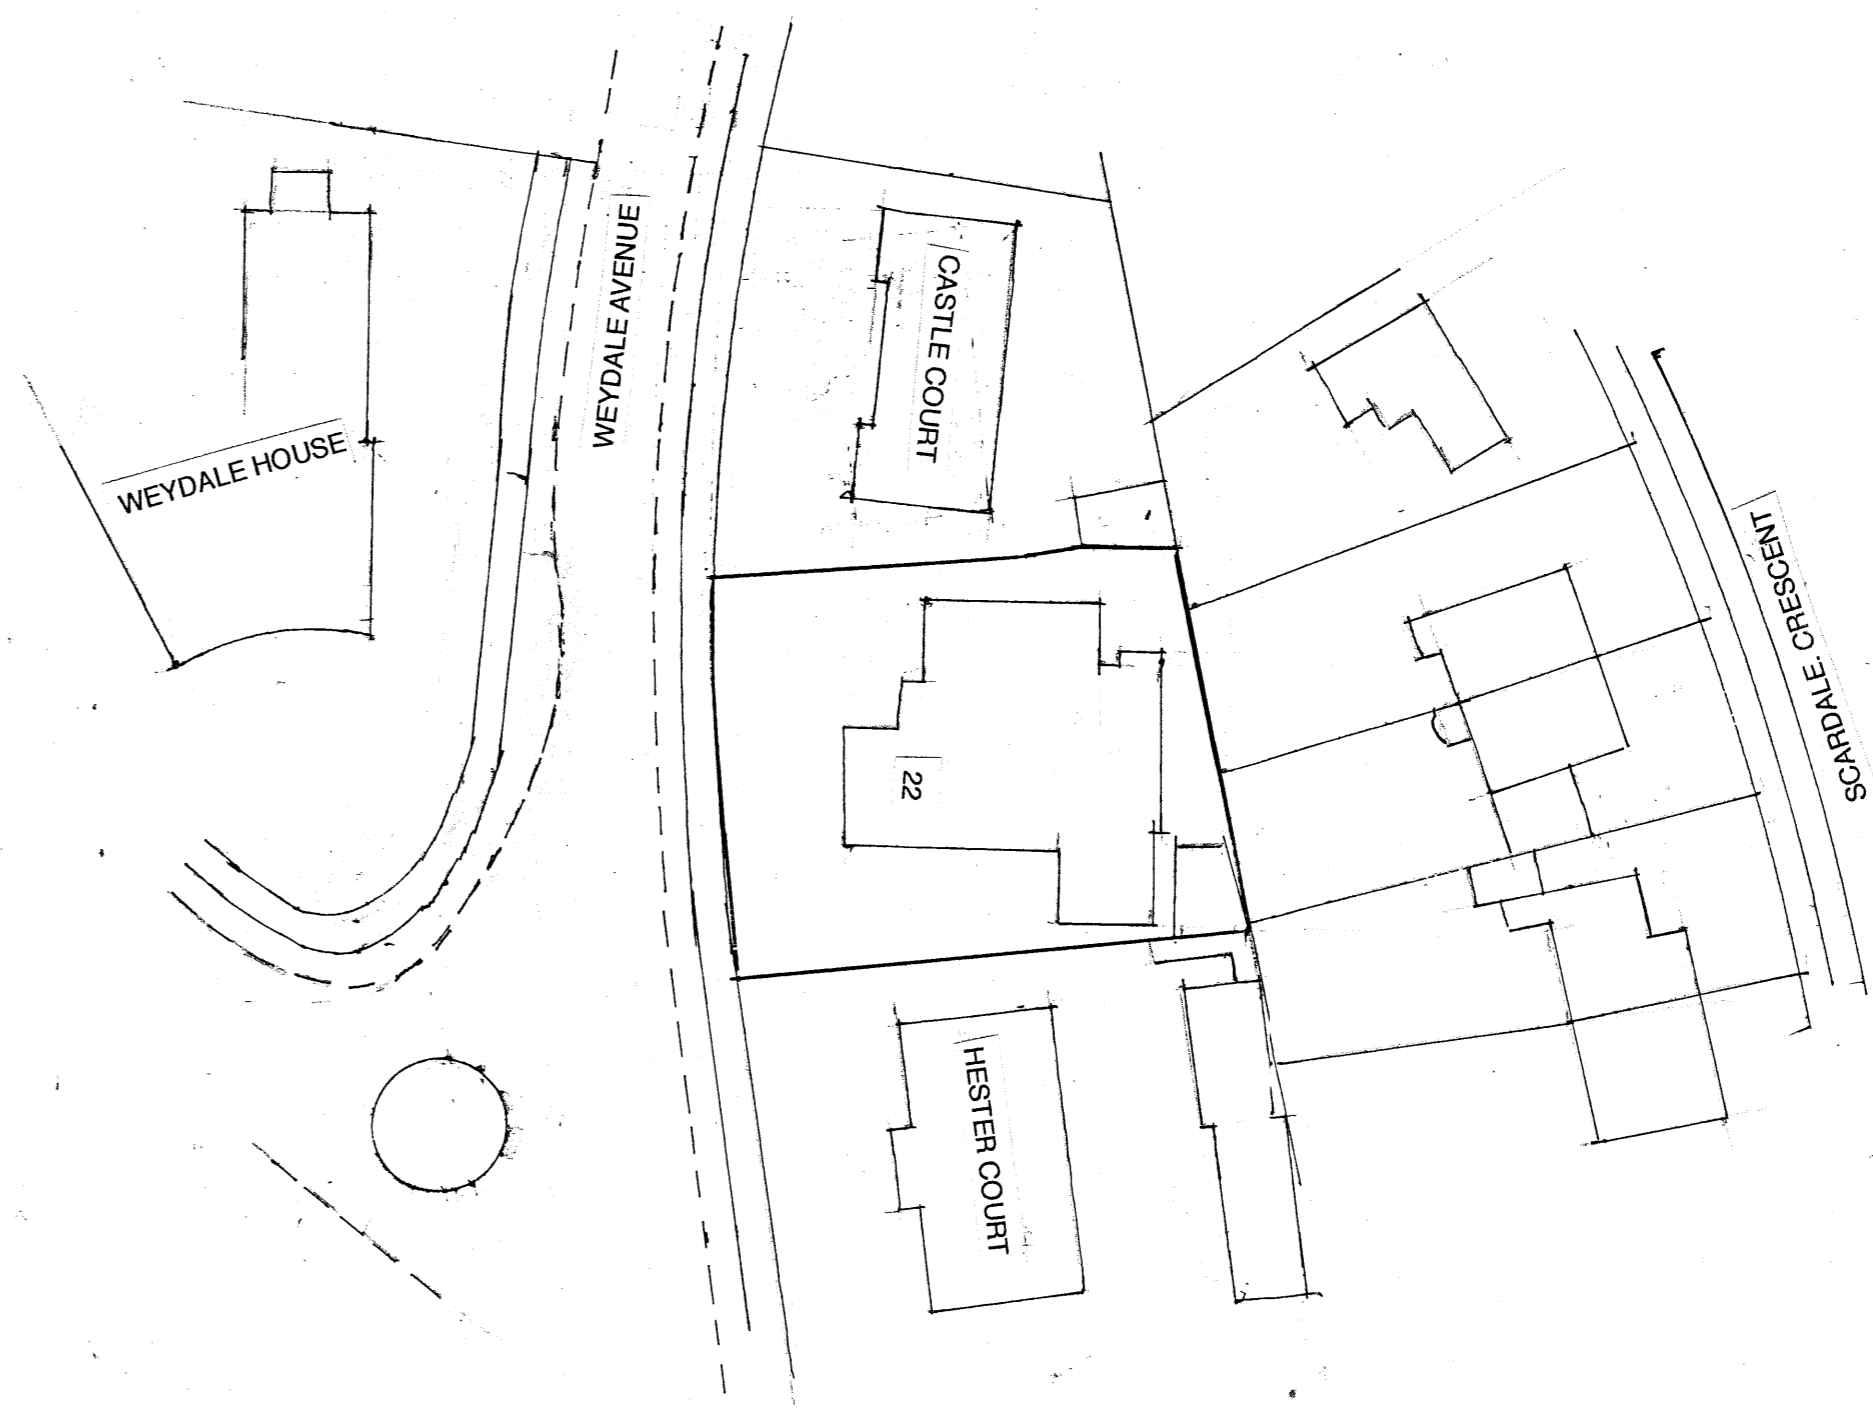 WEYDALE AVENUE
CASTLE COURT
WEYDALE HOUSE
SCARDALE. CRESCENT
22
HESTER COURT